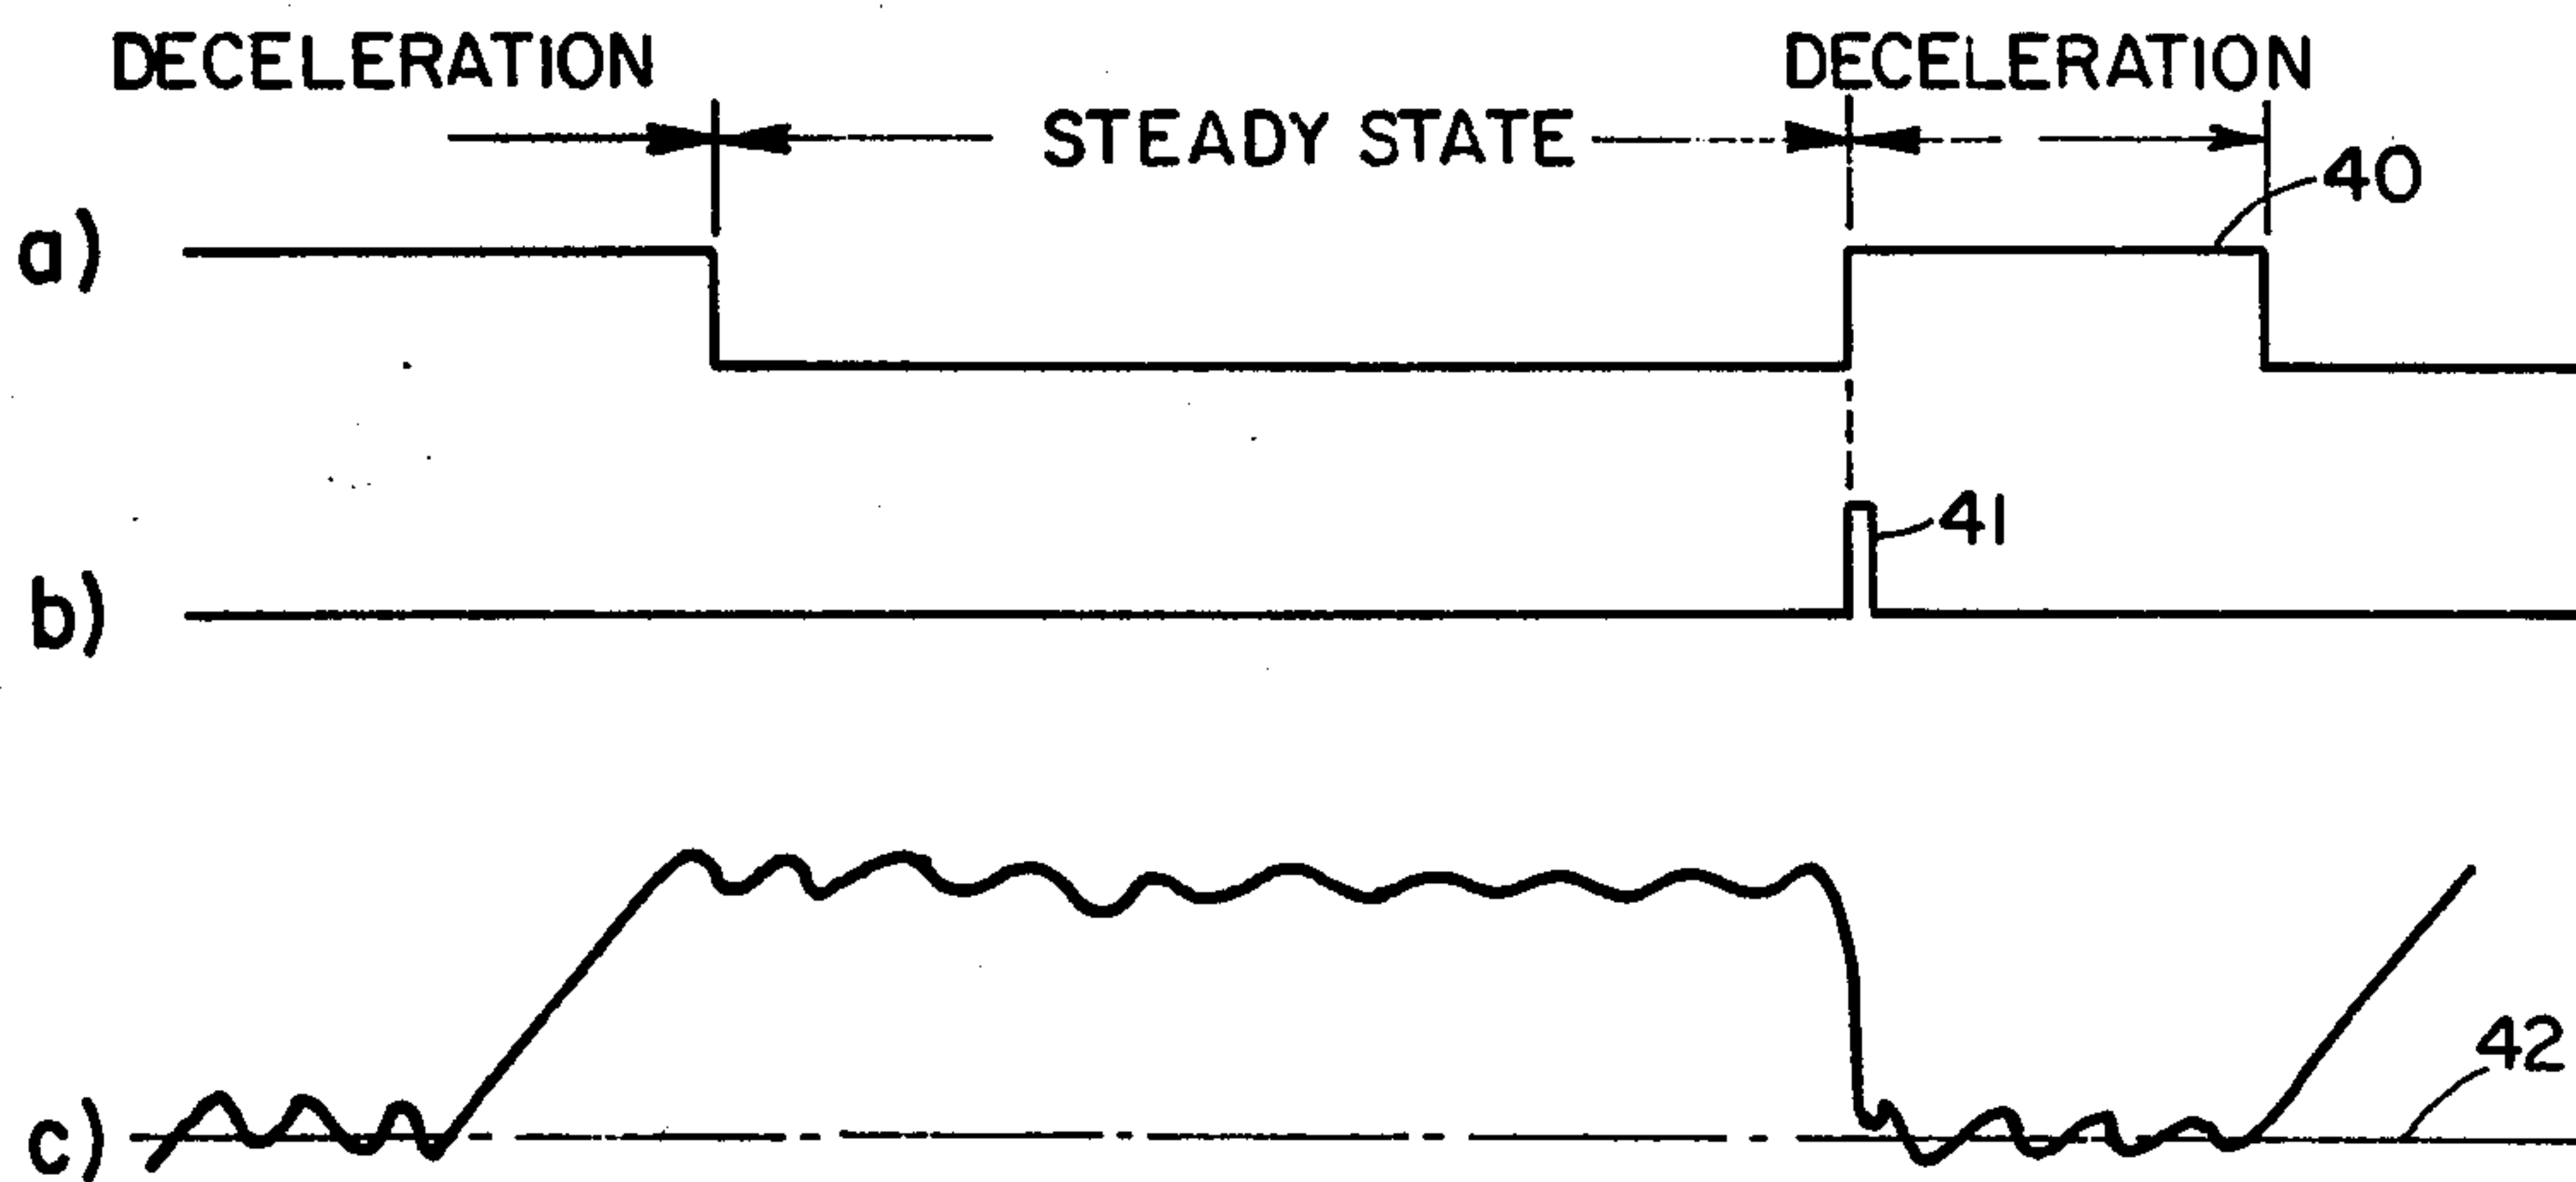 DECELERATION DECELERATION
STEADY STATE
40
a)
41
b)
42
c)